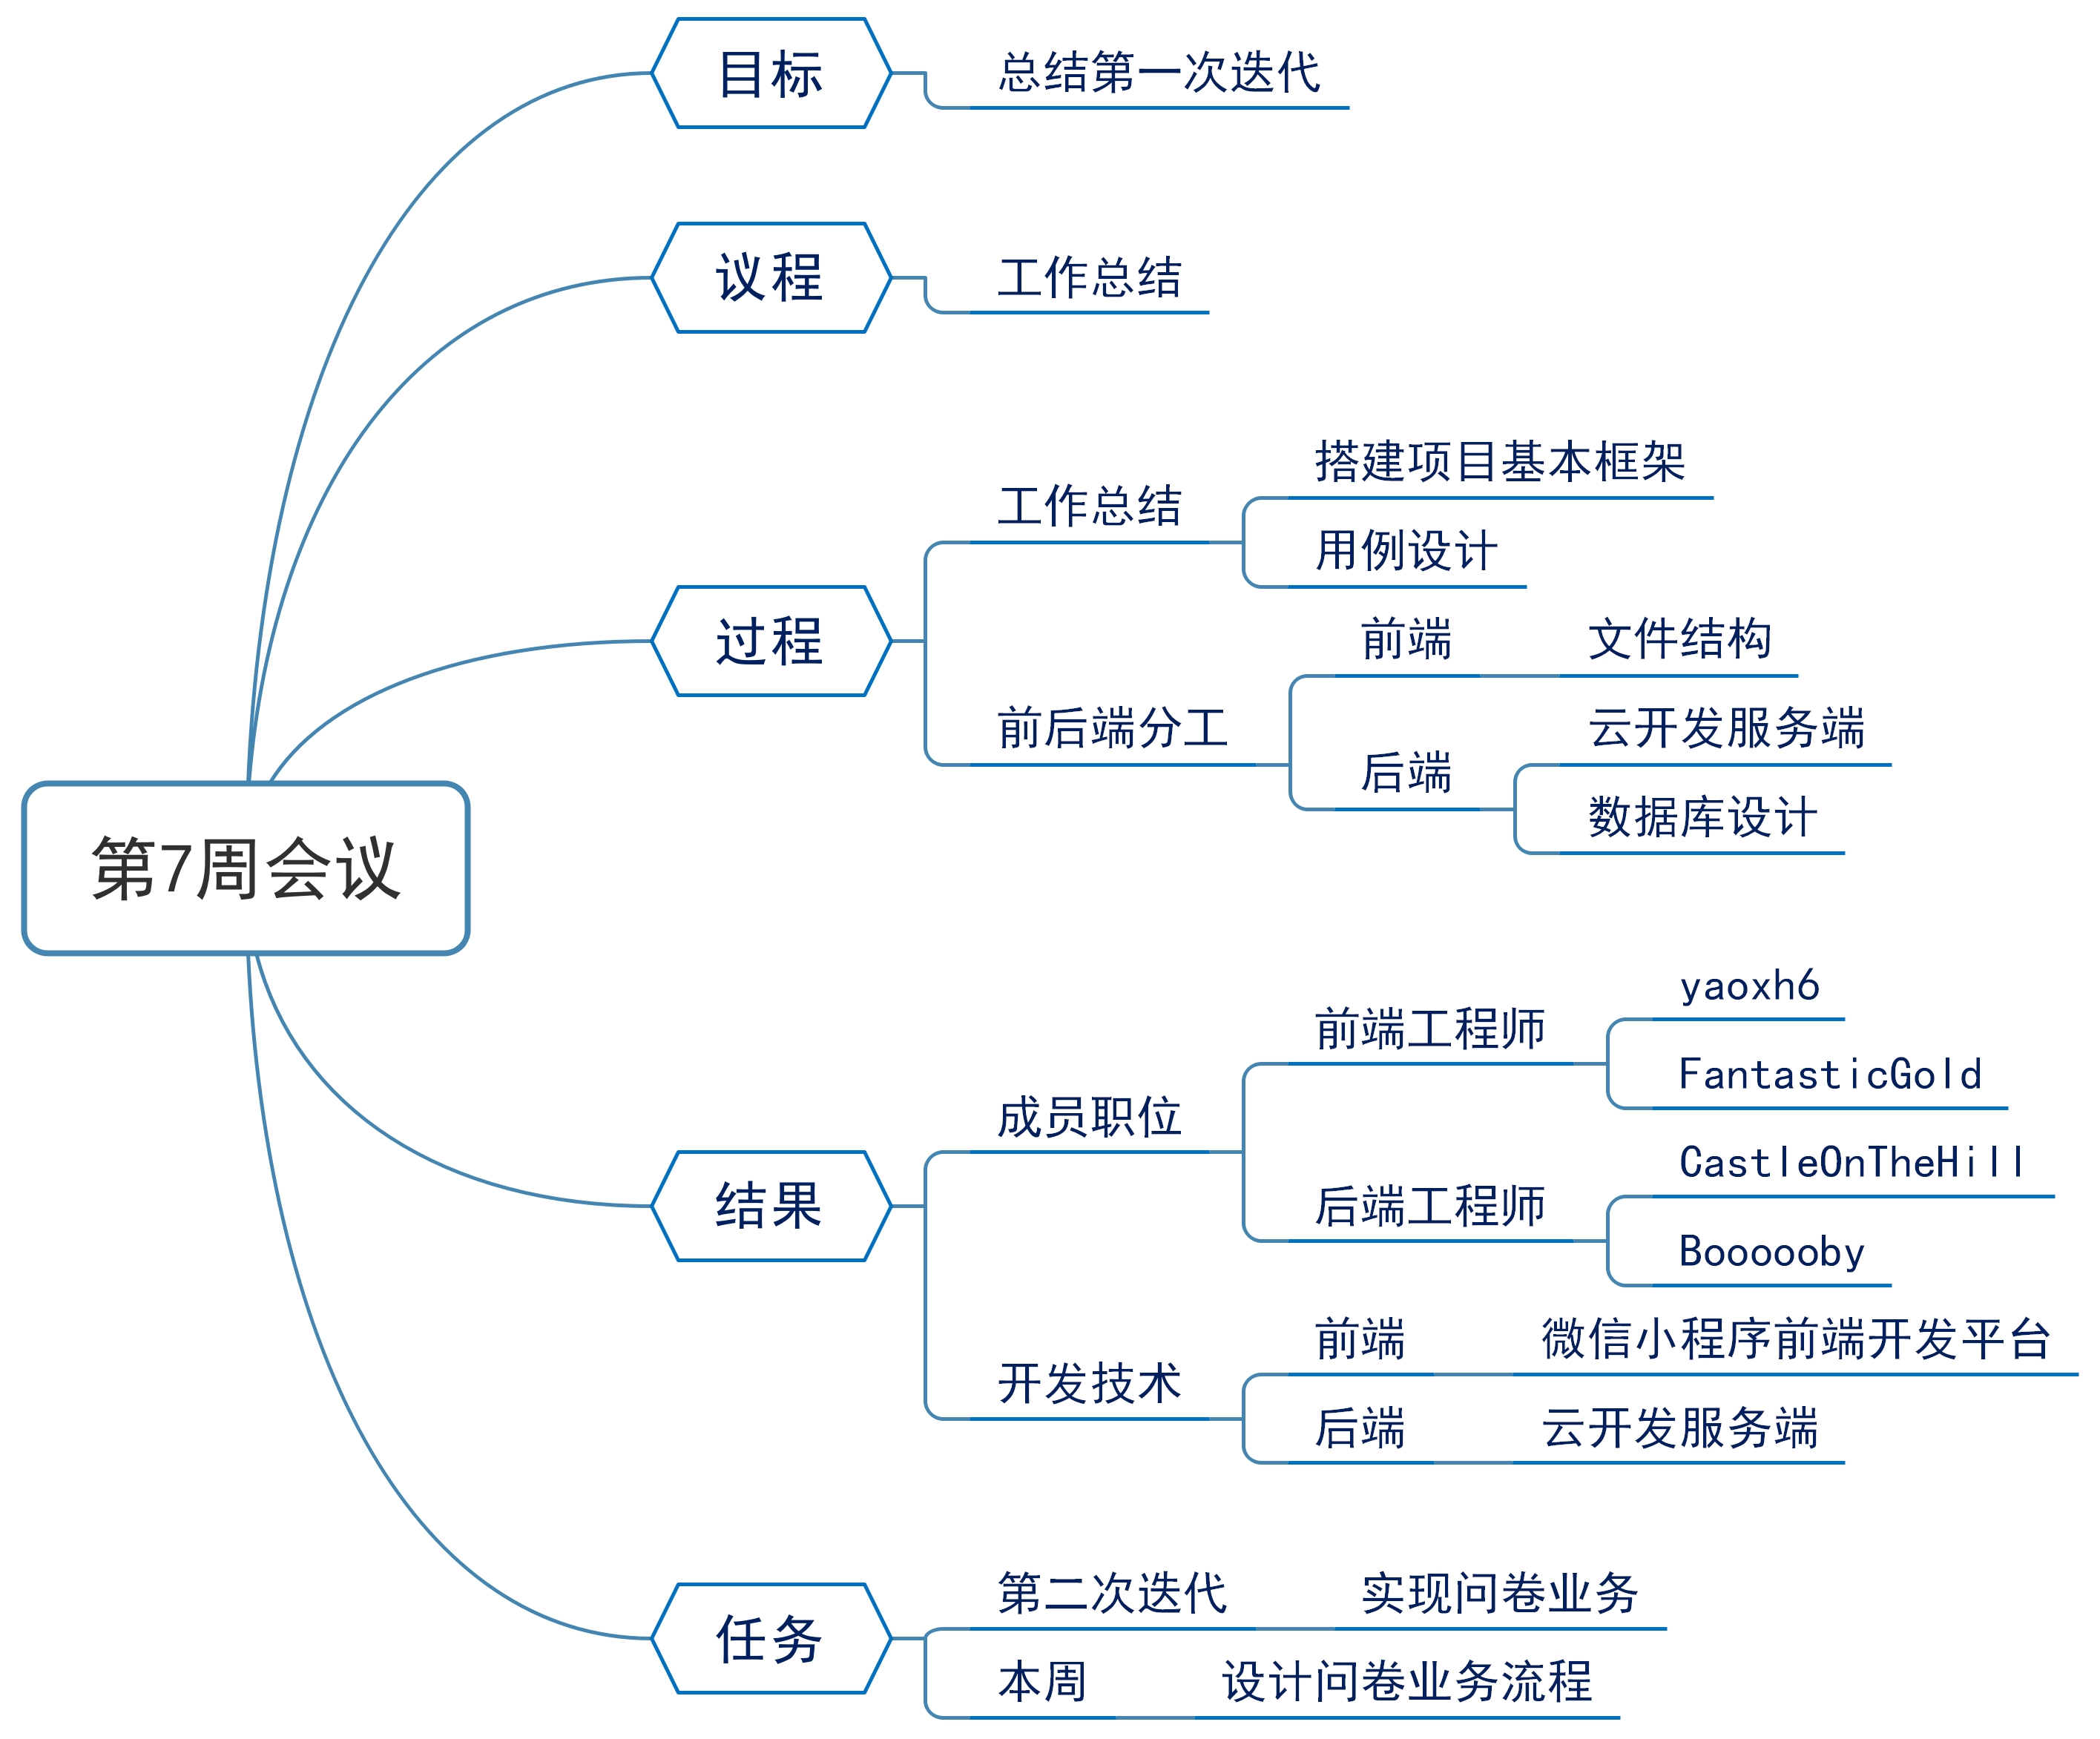 第7周会议
目标
总结第一次迭代
议程
工作总结
过程
工作总结
搭建项目基本框架
用例设计
前后端分工
前端
文件结构
后端
云开发服务端
数据库设计
结果
成员职位
前端工程师
yaoxh6
FantasticGold
后端工程师
CastleOnTheHill
Boooooby
开发技术
前端
微信小程序前端开发平台
后端
云开发服务端
任务
第二次迭代
实现问卷业务
本周
设计问卷业务流程